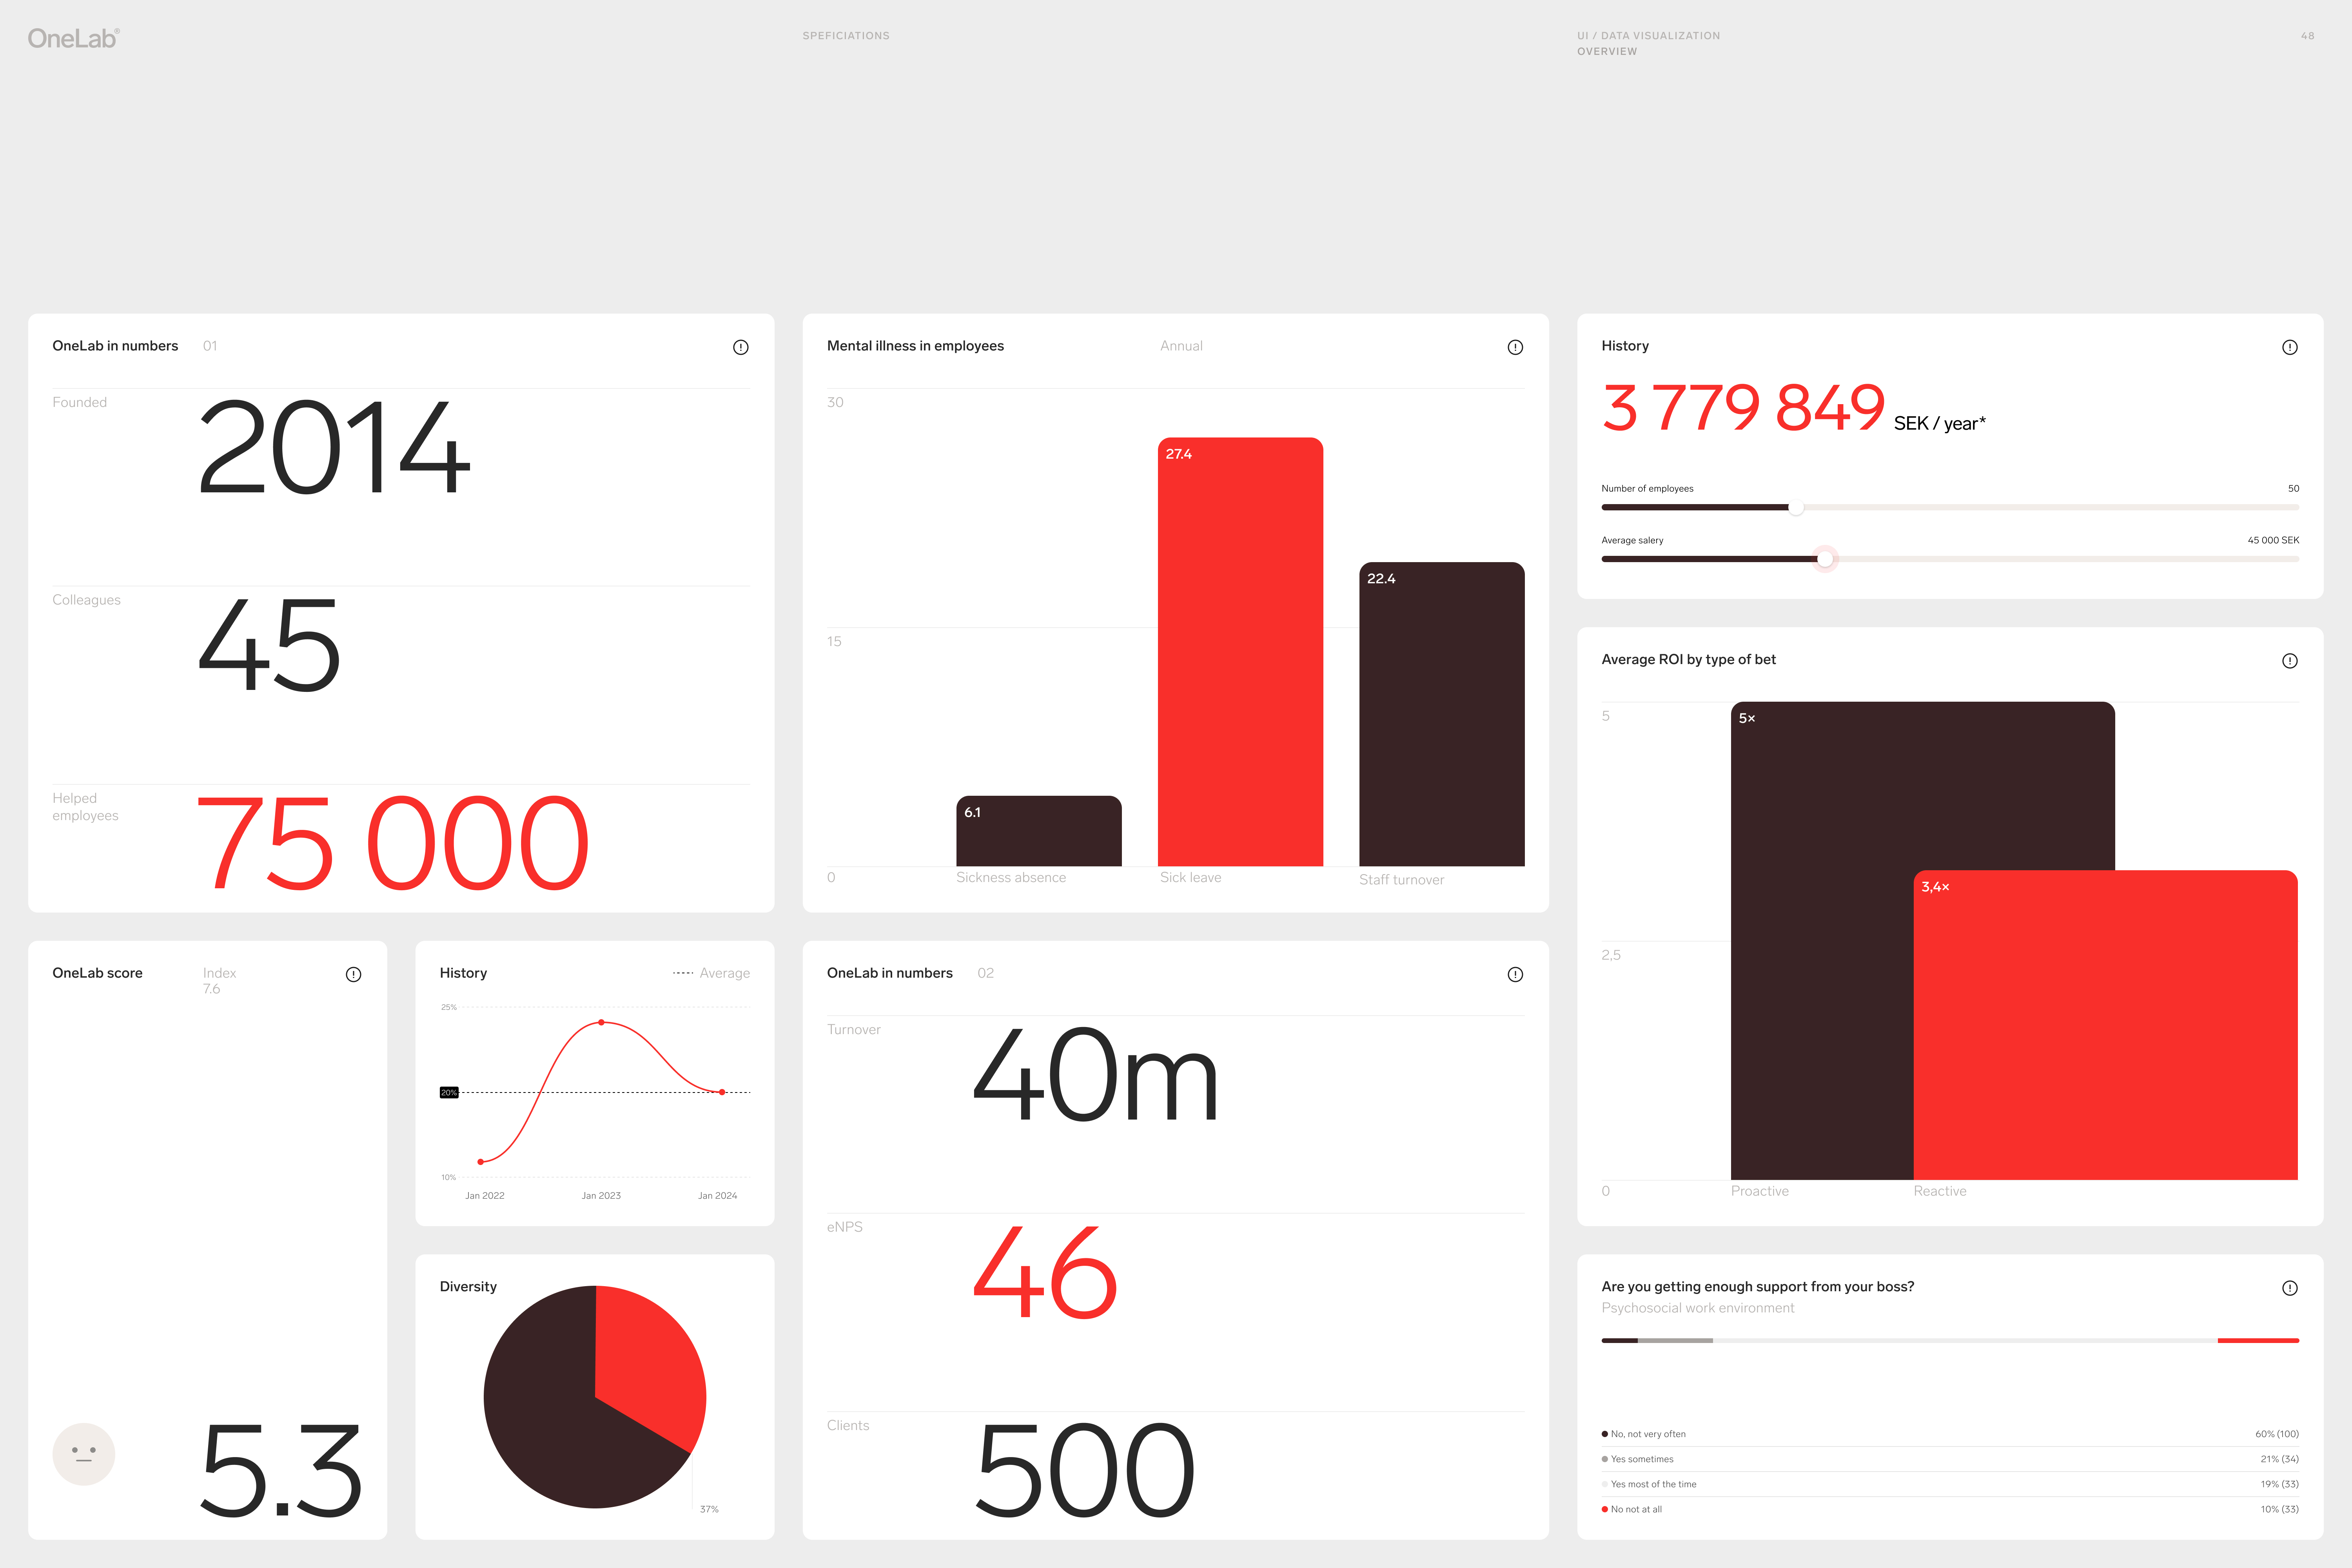 OneLab®
SPEFICIATIONS
UI / DATA VISUALIZATION
OVERVIEW
48
OneLab in numbers 01
Founded
2014
Colleagues
45
Helped
employees
75 000
Mental illness in employees Annual
30
27.4
22.4
15
6.1
0
Sickness absence Sick leave Staff turnover
History
3 779 849 SEK / year*
Number of employees 50
Average salery 45 000 SEK
Average ROI by type of bet
5
5×
3,4×
2,5
0
Proactive Reactive
OneLab score Index
7.6
5.3
History Average
25%
20%
10%
Jan 2022 Jan 2023 Jan 2024
Diversity
37%
OneLab in numbers 02
Turnover
40m
eNPS
46
Clients
500
Are you getting enough support from your boss?
Psychosocial work environment
No, not very often 60% (100)
Yes sometimes 21% (34)
Yes most of the time 19% (33)
No not at all 10% (33)